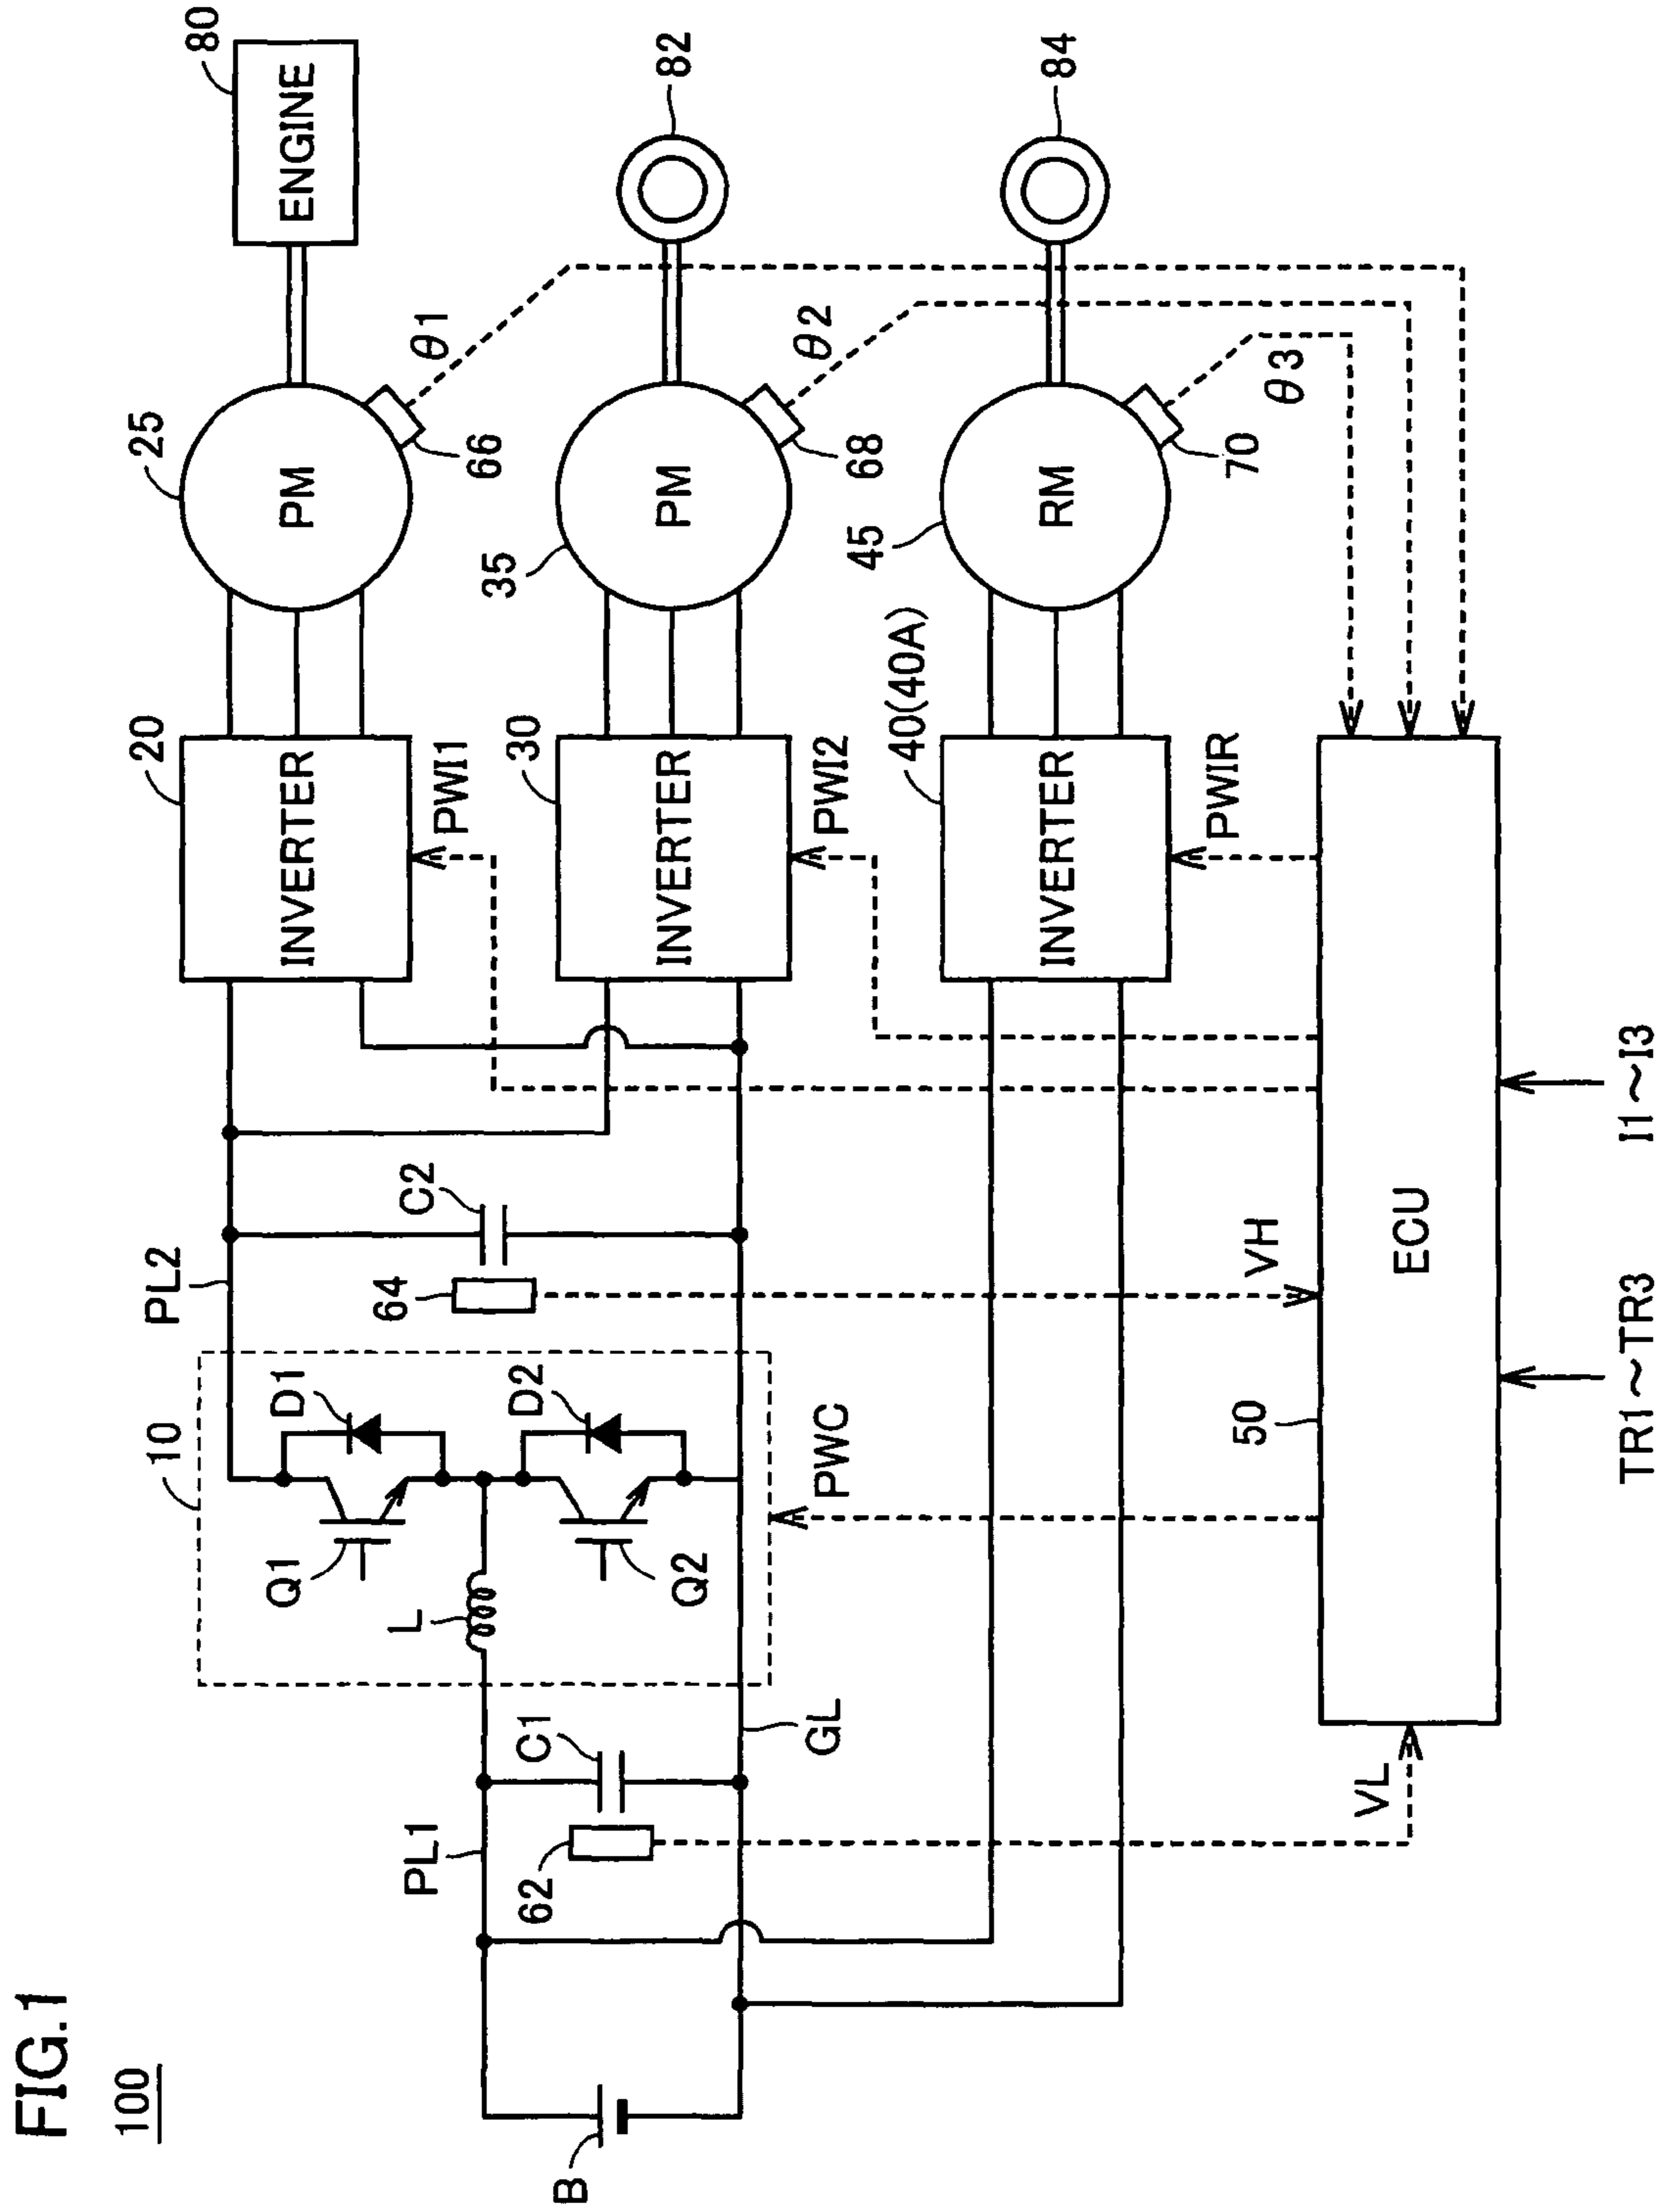 FIG.1
100
B
PL1
62
C1
GL
10
L
Q1
D1
Q2
D2
PWC
PL2
64
C2
VH
VL
20
INVERTER
PWI1
25
PM
66
θ1
80
ENGINE
30
INVERTER
PWI2
35
PM
68
θ2
82
40(40A)
INVERTER
PWIR
45
RM
70
θ3
84
50
ECU
TR1~TR3
I1~I3